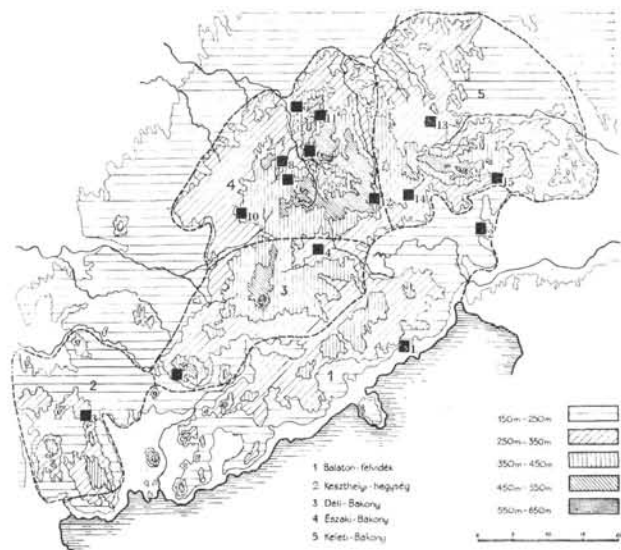 5
11
13
4
10
14
3
1
2
150m-250m
250m-350m
350m-450m
450m-550m
550m-650m
1 Balaton-felvidék
2 Keszthelyi-hegység
3 Déli-Bakony
4 Északi-Bakony
5 Keleti-Bakony